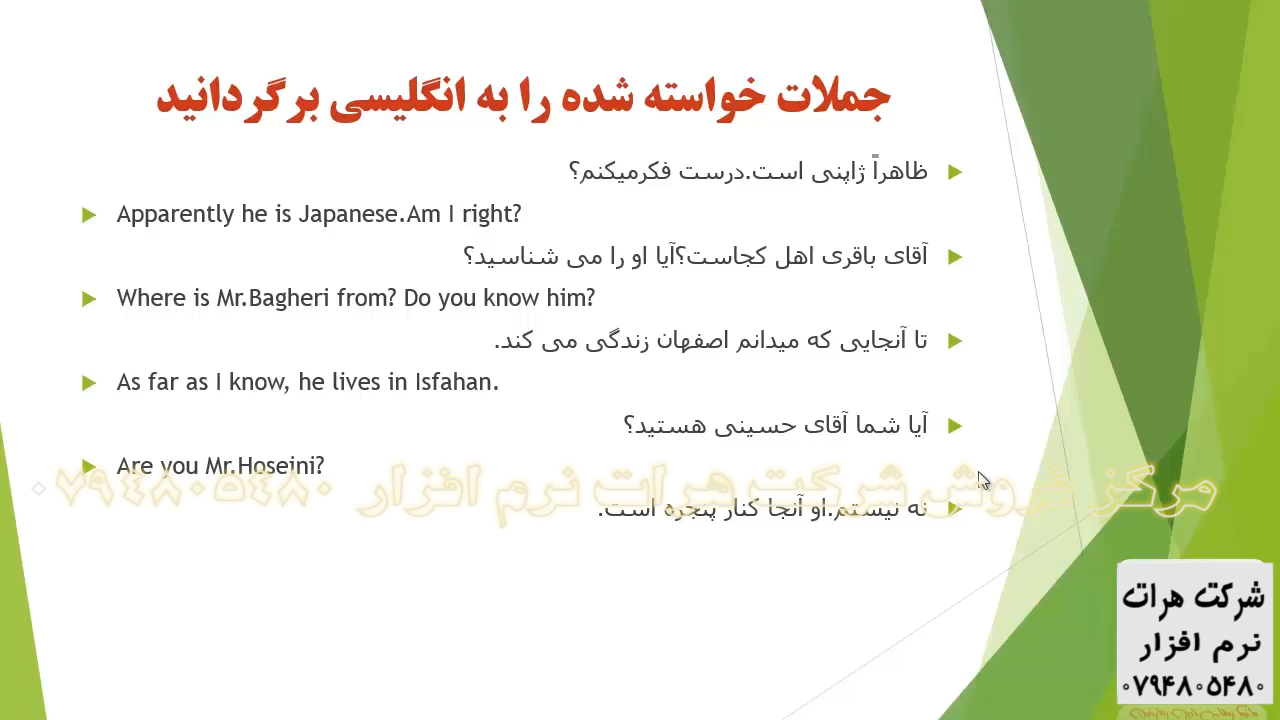 جملات خواسته شده را به انگلیسی برگردانید
ظاهراً ژاپنی است.درست فکرمیکنم؟
Apparently he is Japanese.Am I right?
آقای باقری اهل کجاست؟آیا او را می شناسید؟
Where is Mr.Bagheri from? Do you know him?
تا آنجایی که میدانم اصفهان زندگی می کند.
As far as I know, he lives in Isfahan.
آیا شما آقای حسینی هستید؟
Are you Mr.Hoseini?
مرکز فروش شرکت هرات نرم افزار ۰۷۹۴۸۰۵۴۸۰
نه نیستم.او آنجا کنار پنجره است.
شرکت هرات
نرم افزار
۰۷۹۴۸۰۵۴۸۰